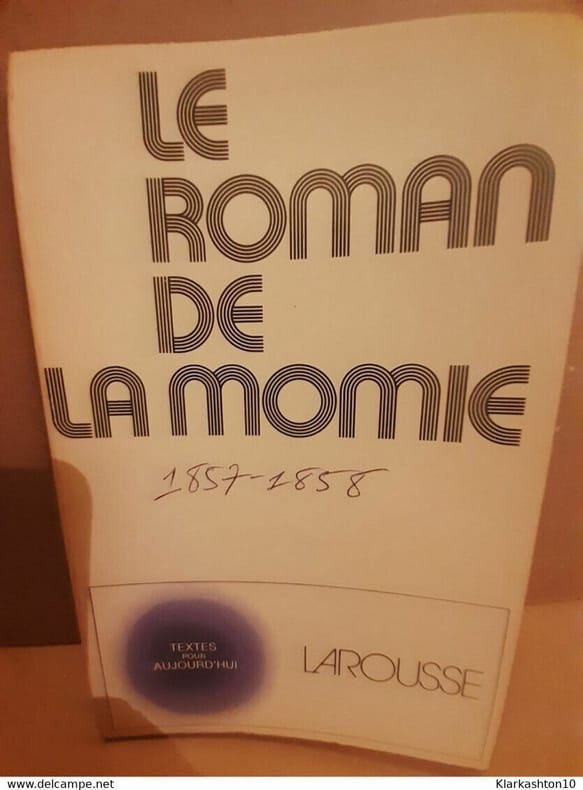 LE
ROMAN
DE
LA MOMIE
1857-1858
TEXTES
POUR
AUJOURD'HUI
LAROUSSE
www.delcampe.net
Klarkashton10